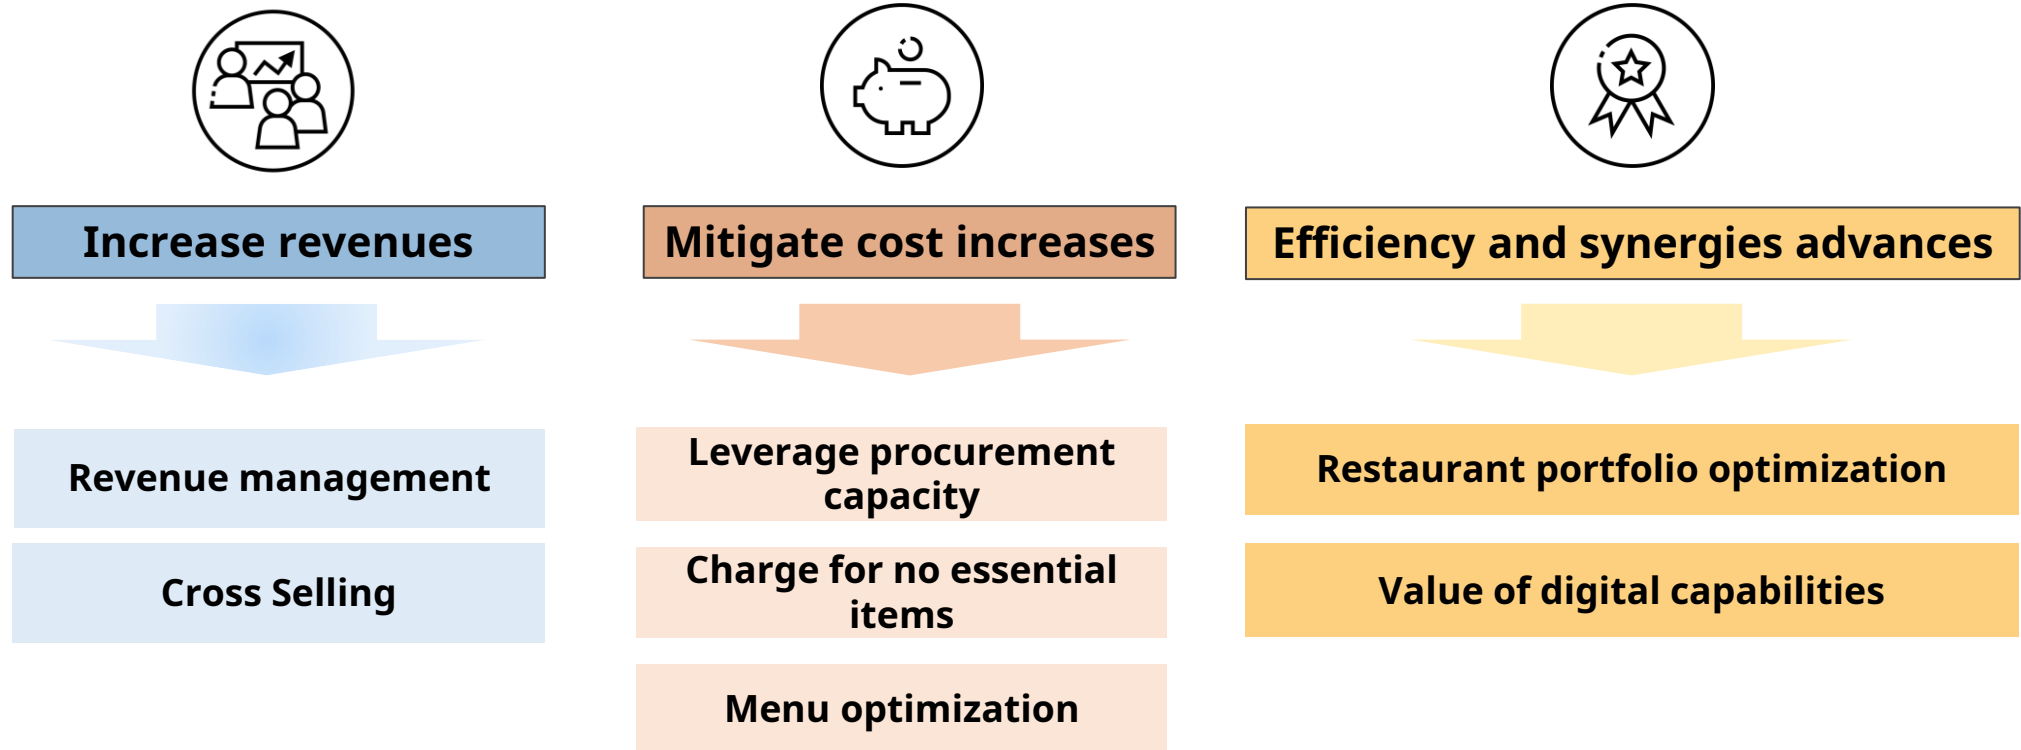 Increase revenues
Mitigate cost increases
Efficiency and synergies advances
Revenue management
Cross Selling
Leverage procurement
capacity
Charge for no essential
items
Menu optimization
Restaurant portfolio optimization
Value of digital capabilities